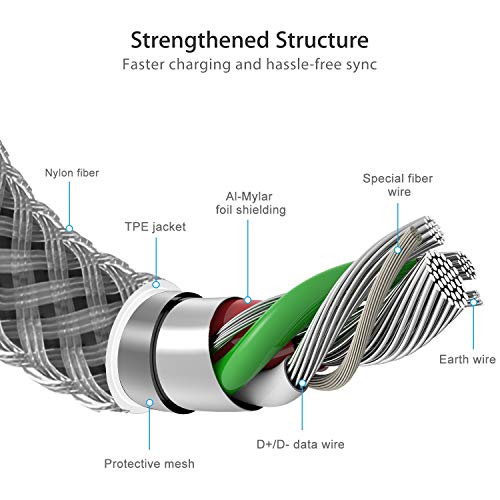 Strengthened Structure
Faster charging and hassle-free sync
Nylon fiber
TPE jacket
Al-Mylar
foil shielding
Special fiber
wire
Earth wire
D+/D- data wire
Protective mesh